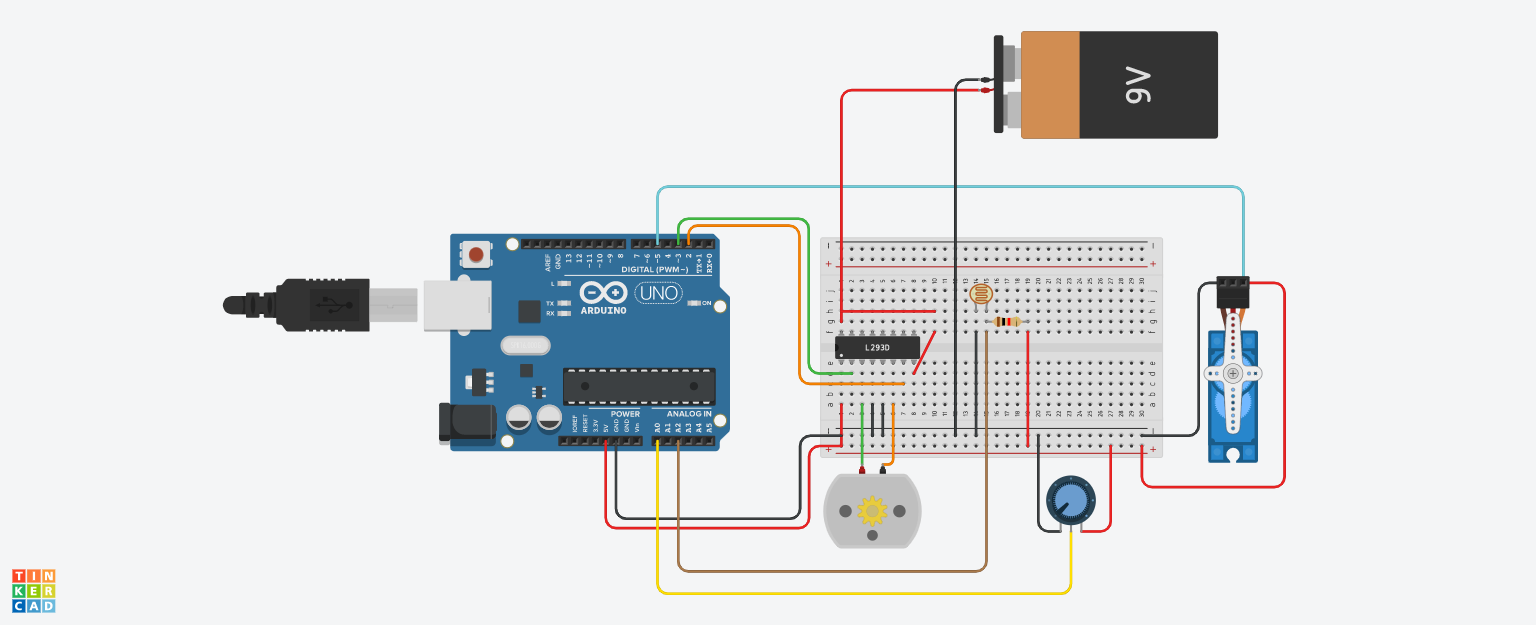 9V
AREF
GND
13
12
~11
~10
~9
8
7
~6
~5
4
~3
2
TX→1
RX←0
DIGITAL (PWM~)
L
TX
RX
ARDUINO
UNO
ON
IOREF
RESET
3.3V
5V
GND
GND
Vin
POWER
A0
A1
A2
A3
A4
A5
ANALOG IN
L293D
TIN
KER
CAD